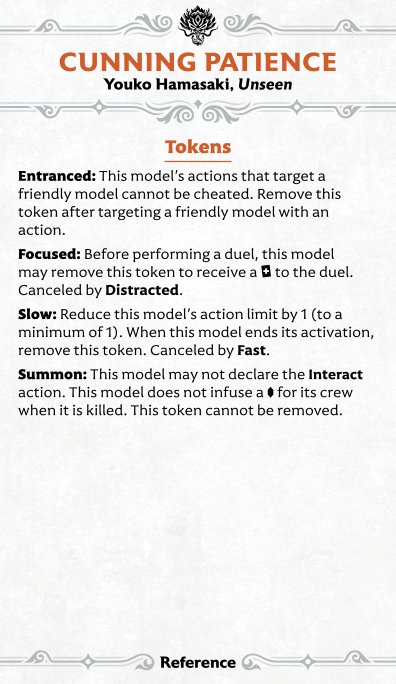 CUNNING PATIENCE
Youko Hamasaki, Unseen
Tokens
Entranced: This model's actions that target a
friendly model cannot be cheated. Remove this
token after targeting a friendly model with an
action.
Focused: Before performing a duel, this model
may remove this token to receive a to the duel.
Canceled by Distracted.
Slow: Reduce this model's action limit by 1 (to a
minimum of 1). When this model ends its activation,
remove this token. Canceled by Fast.
Summon: This model may not declare the Interact
action. This model does not infuse a for its crew
when it is killed. This token cannot be removed.
Reference